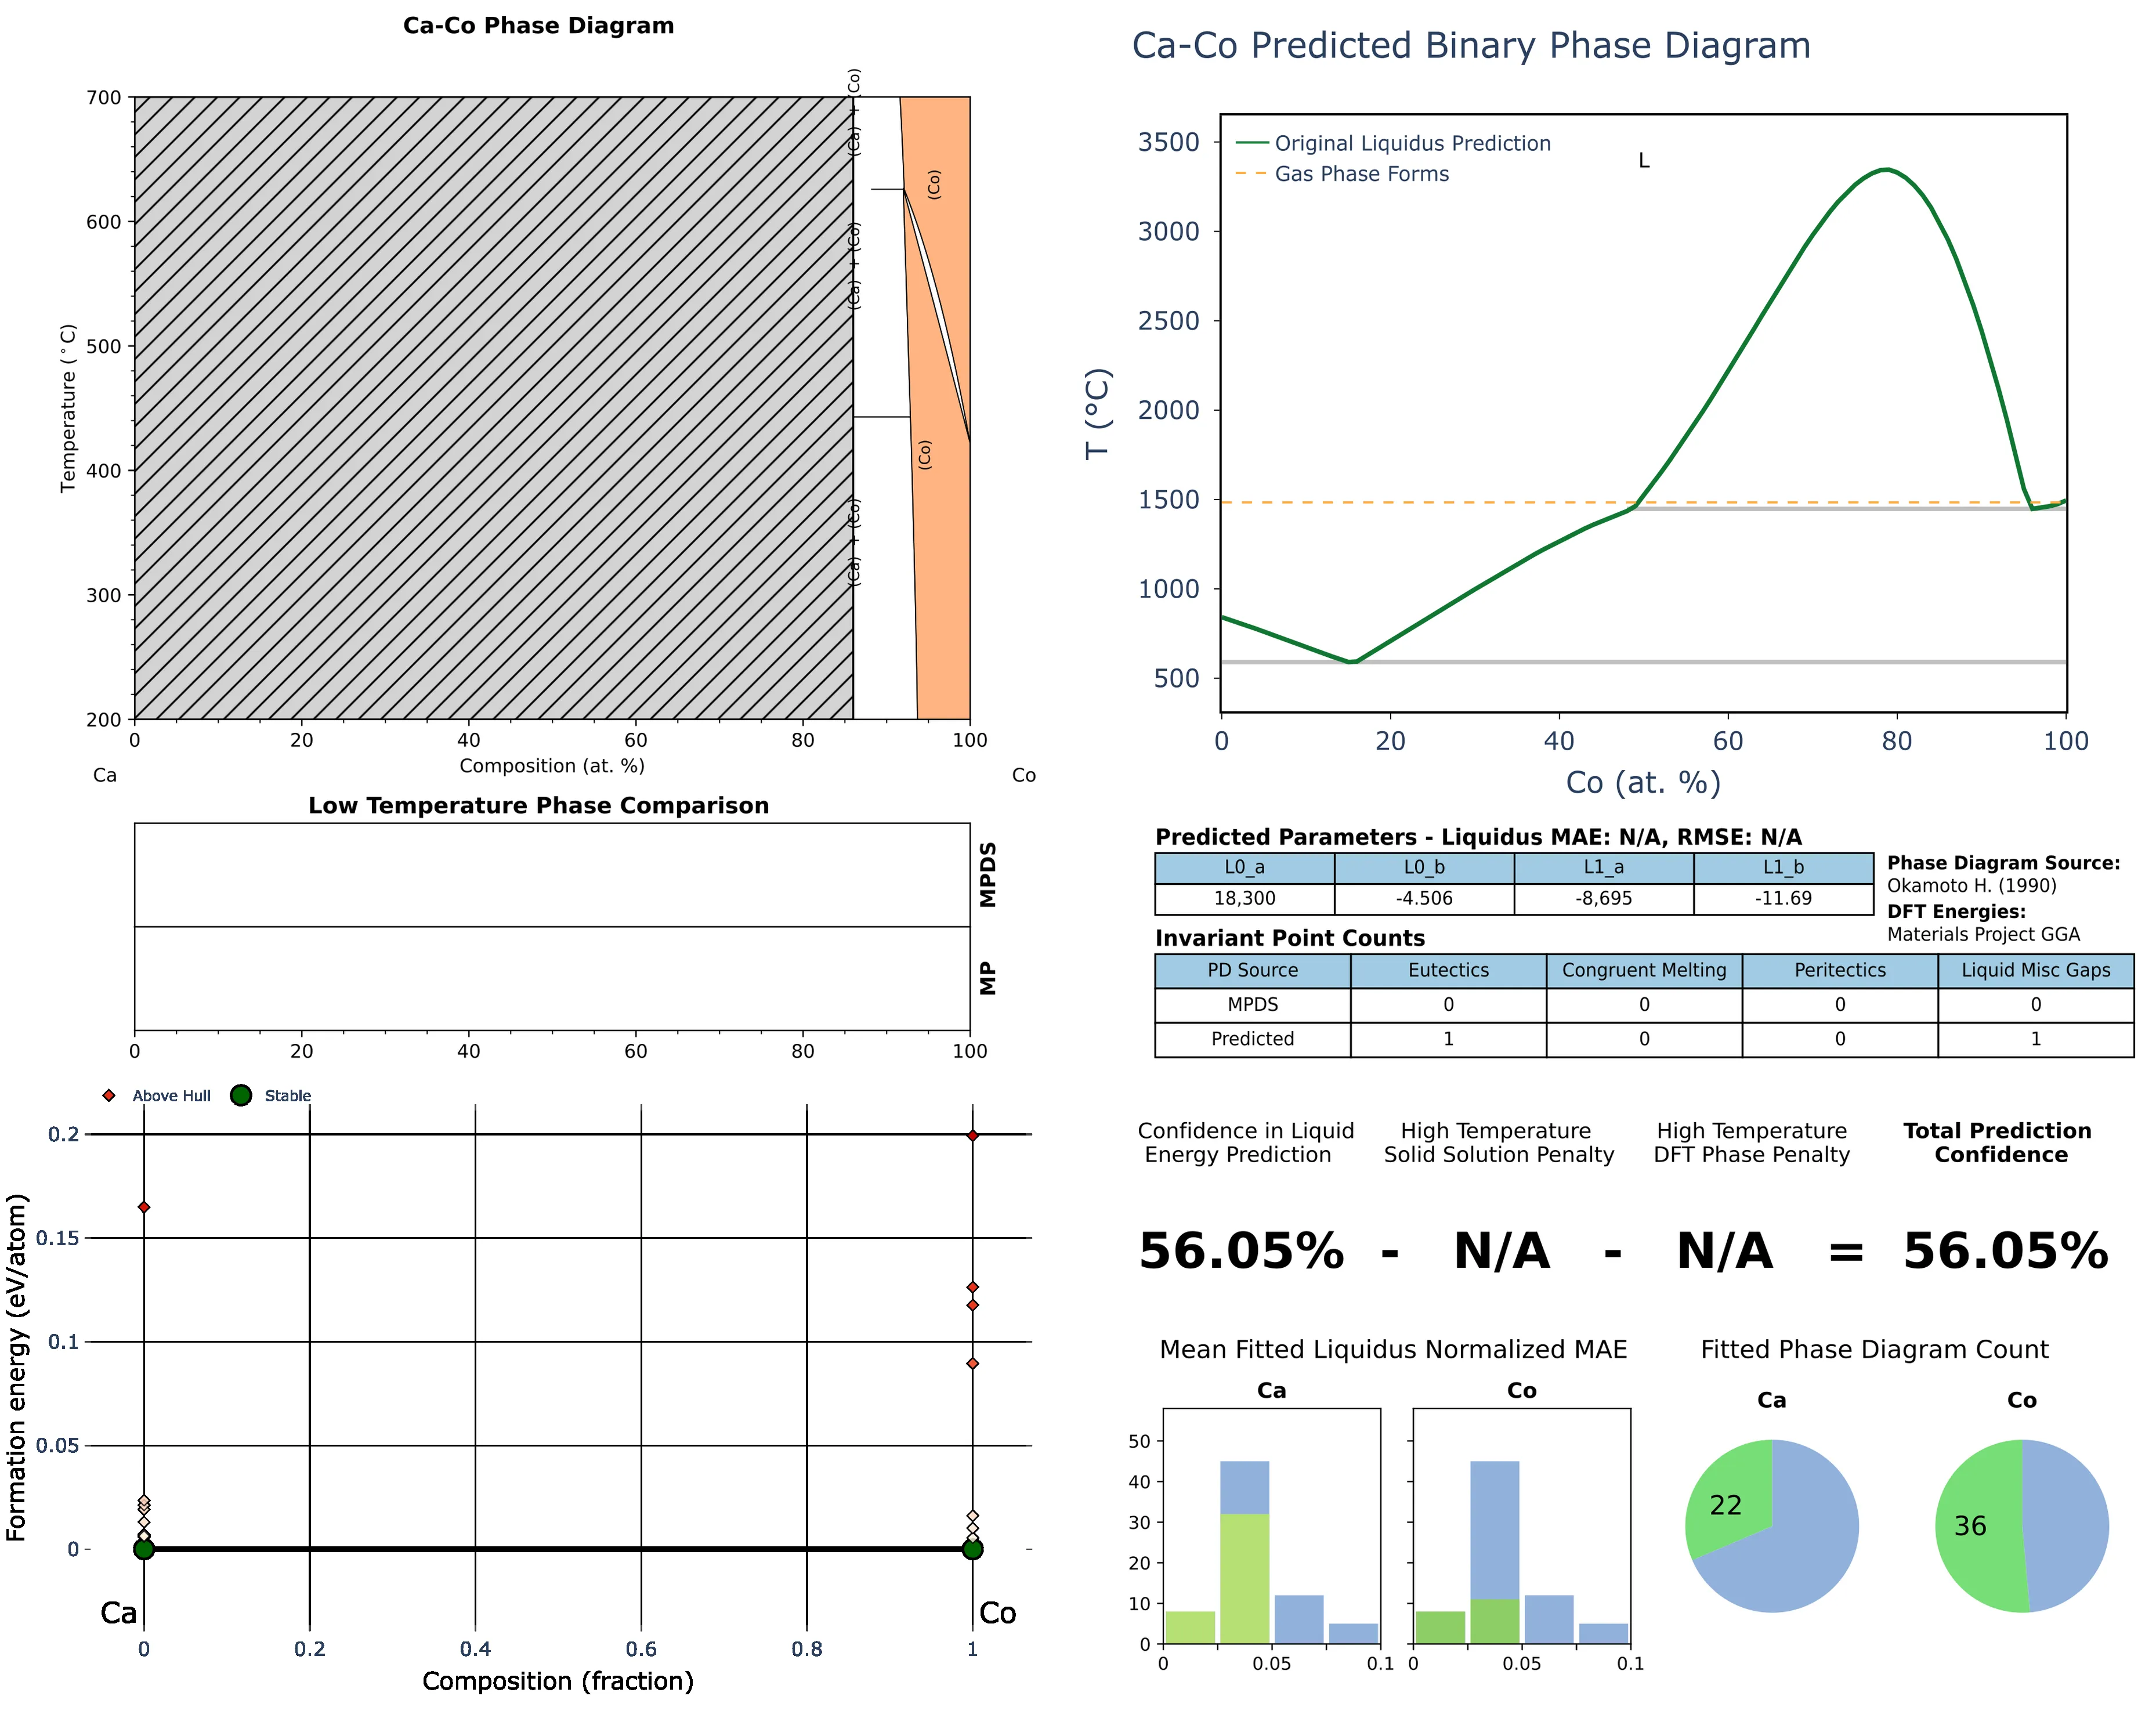 Ca-Co Phase Diagram
700
600
500
400
300
200
Temperature (°C)
(Ca) + (Co)
(Co)
(Ca) + (Co)
(Co)
(Ca) + (Co)
0 20 40 60 80 100
Ca Composition (at. %) Co
Ca-Co Predicted Binary Phase Diagram
Original Liquidus Prediction
Gas Phase Forms
L
3500
3000
2500
2000
1500
1000
500
T (°C)
0 20 40 60 80 100
Co (at. %)
Low Temperature Phase Comparison
MPDS
MP
0 20 40 60 80 100
Predicted Parameters - Liquidus MAE: N/A, RMSE: N/A
L0_a L0_b L1_a L1_b
18,300 -4.506 -8,695 -11.69
Phase Diagram Source:
Okamoto H. (1990)
DFT Energies:
Materials Project GGA
Invariant Point Counts
PD Source Eutectics Congruent Melting Peritectics Liquid Misc Gaps
MPDS 0 0 0 0
Predicted 1 0 0 1
Above Hull Stable
0.2
0.15
0.1
0.05
0
Formation energy (eV/atom)
Ca Co
0 0.2 0.4 0.6 0.8 1
Composition (fraction)
Confidence in Liquid
Energy Prediction
High Temperature
Solid Solution Penalty
High Temperature
DFT Phase Penalty
Total Prediction
Confidence
56.05% - N/A - N/A = 56.05%
Mean Fitted Liquidus Normalized MAE
Ca Co
50
40
30
20
10
0
0 0.05 0.1 0 0.05 0.1
Fitted Phase Diagram Count
Ca Co
22 36